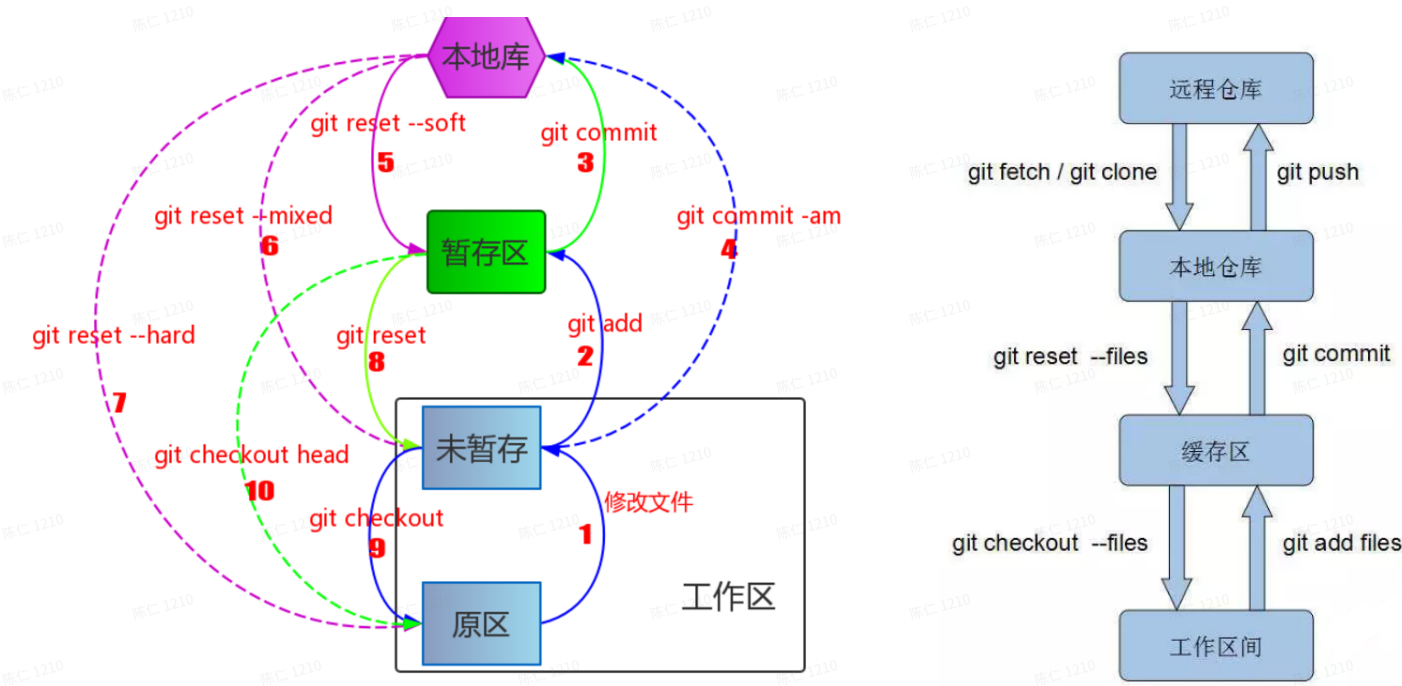 本地库
git reset --soft
5
git commit
3
git reset --mixed
6
git commit -am
4
暂存区
git reset --hard
7
git reset
8
git add
2
未暂存
git checkout head
10
git checkout
9
修改文件
1
工作区
原区
远程仓库
git fetch / git clone
git push
本地仓库
git reset --files
git commit
缓存区
git checkout --files
git add files
工作区间
陈仁 1210